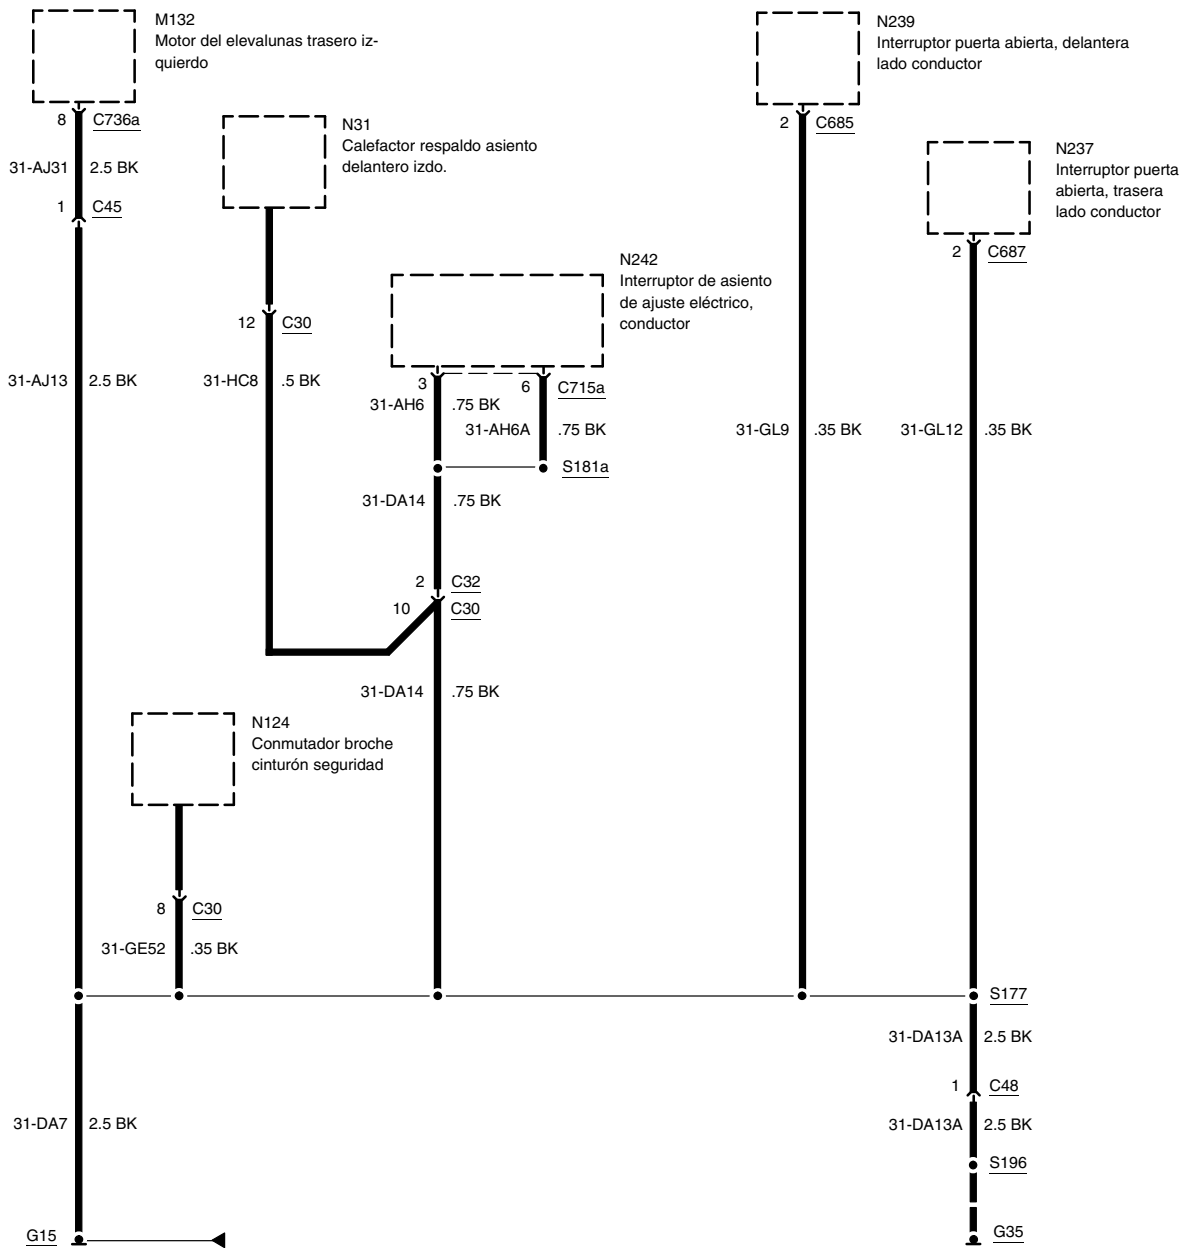 M132
Motor del elevalunas trasero iz-
quierdo
8 C736a
31-AJ31 2.5 BK
1 C45
31-AJ13 2.5 BK
N31
Calefactor respaldo asiento
delantero izdo.
12 C30
31-HC8 .5 BK
N242
Interruptor de asiento
de ajuste eléctrico,
conductor
3 6 C715a
31-AH6 .75 BK
31-AH6A .75 BK
S181a
31-DA14 .75 BK
2 C32
10 C30
31-DA14 .75 BK
N124
Conmutador broche
cinturón seguridad
8 C30
31-GE52 .35 BK
N239
Interruptor puerta abierta, delantera
lado conductor
2 C685
31-GL9 .35 BK
N237
Interruptor puerta
abierta, trasera
lado conductor
2 C687
31-GL12 .35 BK
S177
31-DA13A 2.5 BK
1 C48
31-DA13A 2.5 BK
S196
G35
31-DA7 2.5 BK
G15